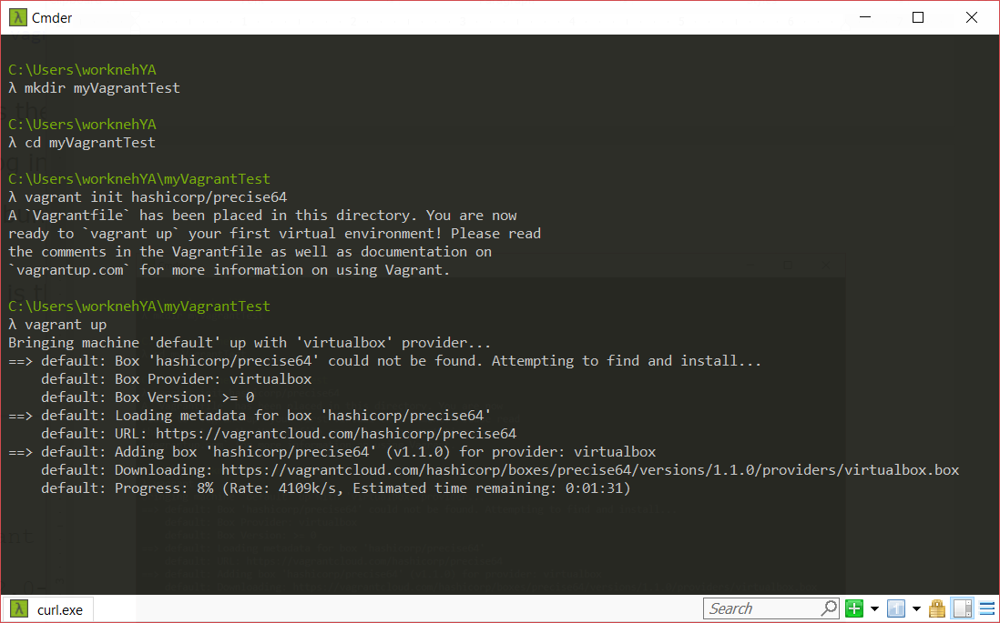 Cmder
C:\Users\worknehYA
λ mkdir myVagrantTest
C:\Users\worknehYA
λ cd myVagrantTest
C:\Users\worknehYA\myVagrantTest
λ vagrant init hashicorp/precise64
A `Vagrantfile` has been placed in this directory. You are now
ready to `vagrant up` your first virtual environment! Please read
the comments in the Vagrantfile as well as documentation on
`vagrantup.com` for more information on using Vagrant.
C:\Users\worknehYA\myVagrantTest
λ vagrant up
Bringing machine 'default' up with 'virtualbox' provider...
==> default: Box 'hashicorp/precise64' could not be found. Attempting to find and install...
default: Box Provider: virtualbox
default: Box Version: >= 0
==> default: Loading metadata for box 'hashicorp/precise64'
default: URL: https://vagrantcloud.com/hashicorp/precise64
==> default: Adding box 'hashicorp/precise64' (v1.1.0) for provider: virtualbox
default: Downloading: https://vagrantcloud.com/hashicorp/boxes/precise64/versions/1.1.0/providers/virtualbox.box
default: Progress: 8% (Rate: 4109k/s, Estimated time remaining: 0:01:31)
curl.exe
Search